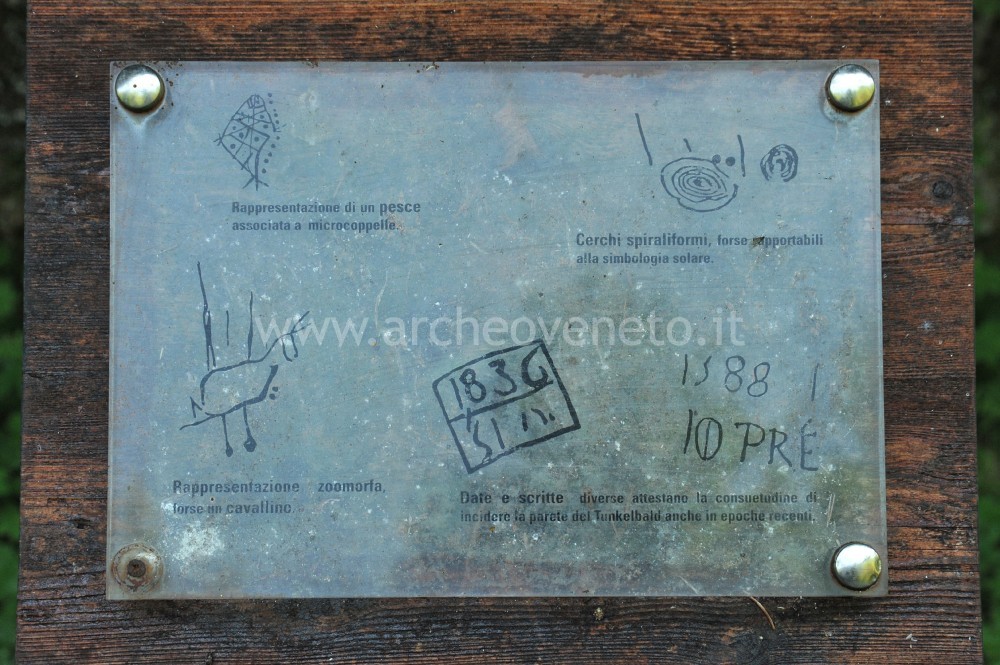 Rappresentazione di un pesce
associata a microcoppelle.
Cerchi spiraliformi, forse rapportabili
alla simbologia solare.
www.archeoveneto.it
1836
1588 1
IO PRE
Rappresentazione zoomorfa,
forse un cavallino.
Date e scritte diverse attestano la consuetudine di
incidere la parete del Tunkelbald anche in epoche recenti.